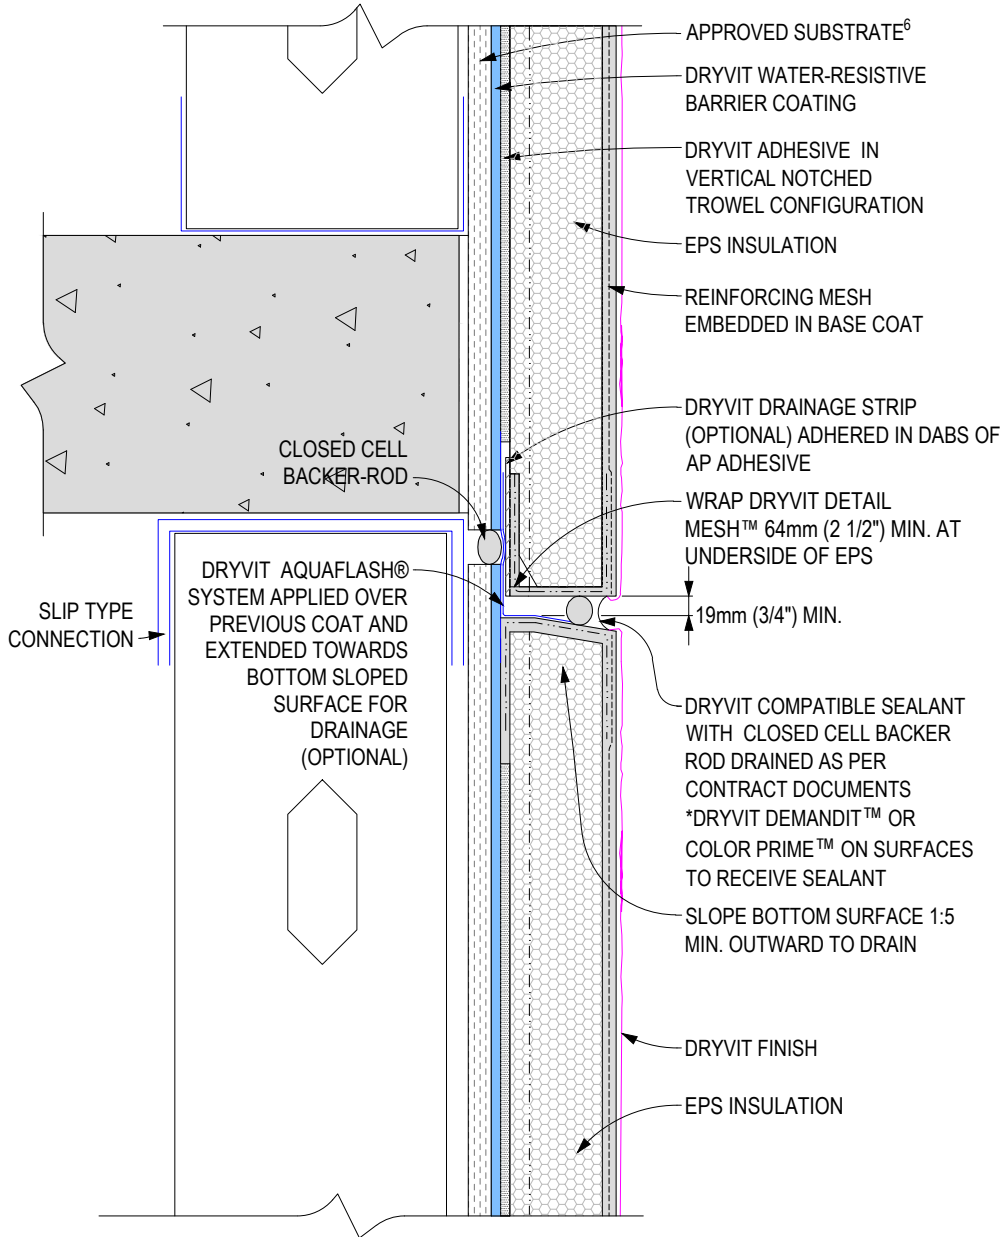 APPROVED SUBSTRATE⁶
DRYVIT WATER-RESISTIVE
BARRIER COATING
DRYVIT ADHESIVE IN
VERTICAL NOTCHED
TROWEL CONFIGURATION
EPS INSULATION
REINFORCING MESH
EMBEDDED IN BASE COAT
DRYVIT DRAINAGE STRIP
(OPTIONAL) ADHERED IN DABS OF
AP ADHESIVE
CLOSED CELL
BACKER-ROD
WRAP DRYVIT DETAIL
MESH™ 64mm (2 1/2") MIN. AT
UNDERSIDE OF EPS
DRYVIT AQUAFLASH®
SYSTEM APPLIED OVER
PREVIOUS COAT AND
EXTENDED TOWARDS
BOTTOM SLOPED
SURFACE FOR
DRAINAGE
(OPTIONAL)
SLIP TYPE
CONNECTION
19mm (3/4") MIN.
DRYVIT COMPATIBLE SEALANT
WITH CLOSED CELL BACKER
ROD DRAINED AS PER
CONTRACT DOCUMENTS
*DRYVIT DEMANDIT™ OR
COLOR PRIME™ ON SURFACES
TO RECEIVE SEALANT
SLOPE BOTTOM SURFACE 1:5
MIN. OUTWARD TO DRAIN
DRYVIT FINISH
EPS INSULATION